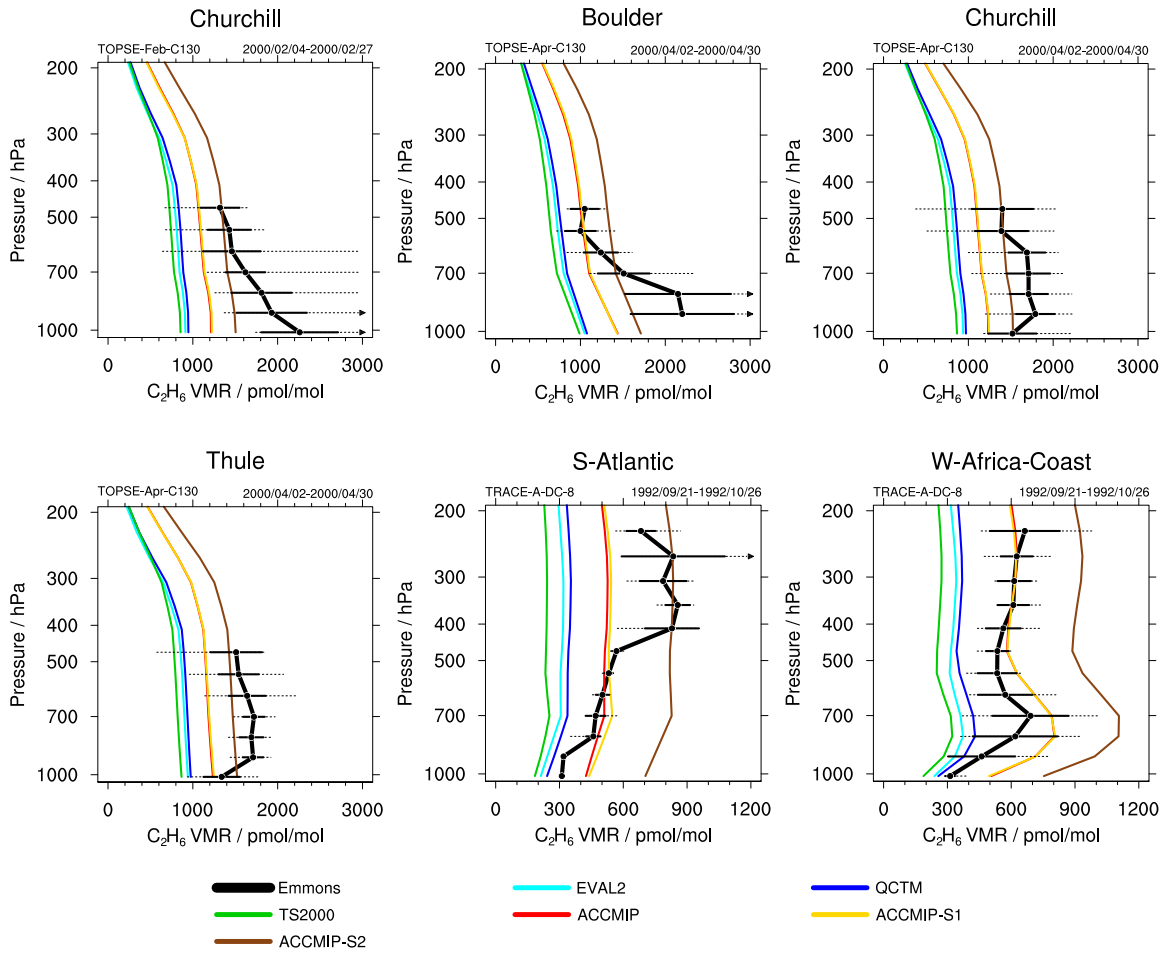 Churchill
TOPSE-Feb-C130 2000/02/04-2000/02/27
200
300
400
500
700
1000
Pressure / hPa
0 1000 2000 3000
C₂H₆ VMR / pmol/mol
Boulder
TOPSE-Apr-C130 2000/04/02-2000/04/30
200
300
400
500
700
1000
Pressure / hPa
0 1000 2000 3000
C₂H₆ VMR / pmol/mol
Churchill
TOPSE-Apr-C130 2000/04/02-2000/04/30
200
300
400
500
700
1000
Pressure / hPa
0 1000 2000 3000
C₂H₆ VMR / pmol/mol
Thule
TOPSE-Apr-C130 2000/04/02-2000/04/30
200
300
400
500
700
1000
Pressure / hPa
0 1000 2000 3000
C₂H₆ VMR / pmol/mol
S-Atlantic
TRACE-A-DC-8 1992/09/21-1992/10/26
200
300
400
500
700
1000
Pressure / hPa
0 300 600 900 1200
C₂H₆ VMR / pmol/mol
W-Africa-Coast
TRACE-A-DC-8 1992/09/21-1992/10/26
200
300
400
500
700
1000
Pressure / hPa
0 300 600 900 1200
C₂H₆ VMR / pmol/mol
Emmons EVAL2 QCTM
TS2000 ACCMIP ACCMIP-S1
ACCMIP-S2